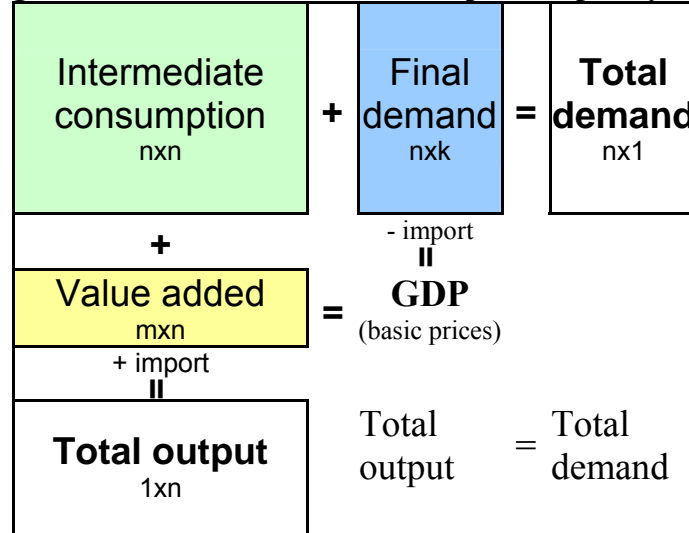 Intermediate
consumption
nxn
+
Final
demand
nxk
=
Total
demand
nx1
+
- import
=
Value added
mxn
=
GDP
(basic prices)
+ import
=
Total output
1xn
Total
output
=
Total
demand